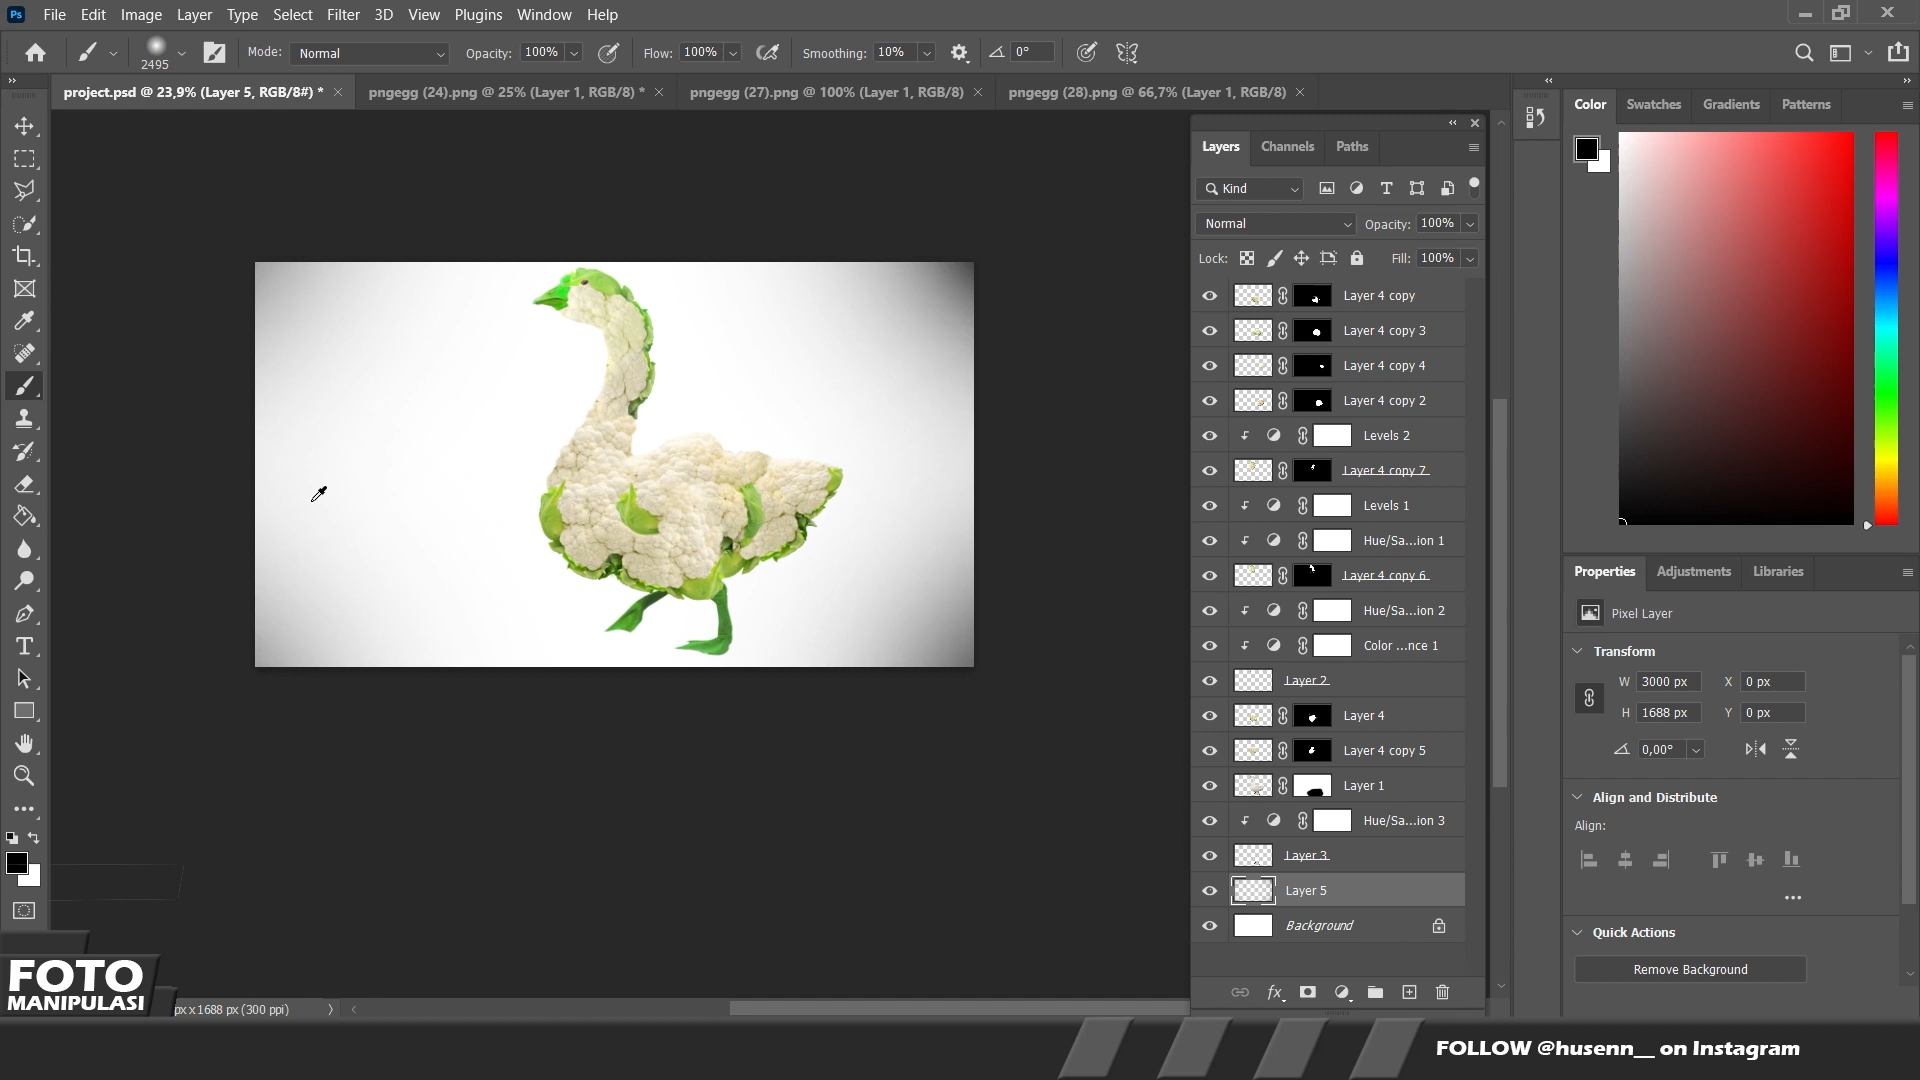 Ps File Edit Image Layer Type Select Filter 3D View Plugins Window Help
2495 Mode: Normal Opacity: 100% Flow: 100% Smoothing: 10% 0°
project.psd @ 23,9% (Layer 5, RGB/8#) * pngegg (24).png @ 25% (Layer 1, RGB/8) * pngegg (27).png @ 100% (Layer 1, RGB/8) pngegg (28).png @ 66,7% (Layer 1, RGB/8)
Layers Channels Paths
Kind
Normal Opacity: 100%
Lock: Fill: 100%
Layer 4 copy
Layer 4 copy 3
Layer 4 copy 4
Layer 4 copy 2
Levels 2
Layer 4 copy 7
Levels 1
Hue/Sa...ion 1
Layer 4 copy 6
Hue/Sa...ion 2
Color ...nce 1
Layer 2
Layer 4
Layer 4 copy 5
Layer 1
Hue/Sa...ion 3
Layer 3
Layer 5
Background
fx
Color Swatches Gradients Patterns
Properties Adjustments Libraries
Pixel Layer
Transform
W 3000 px X 0 px
H 1688 px Y 0 px
0,00°
Align and Distribute
Align:
Quick Actions
Remove Background
px x 1688 px (300 ppi)
FOTO
MANIPULASI
FOLLOW @husenn__ on Instagram